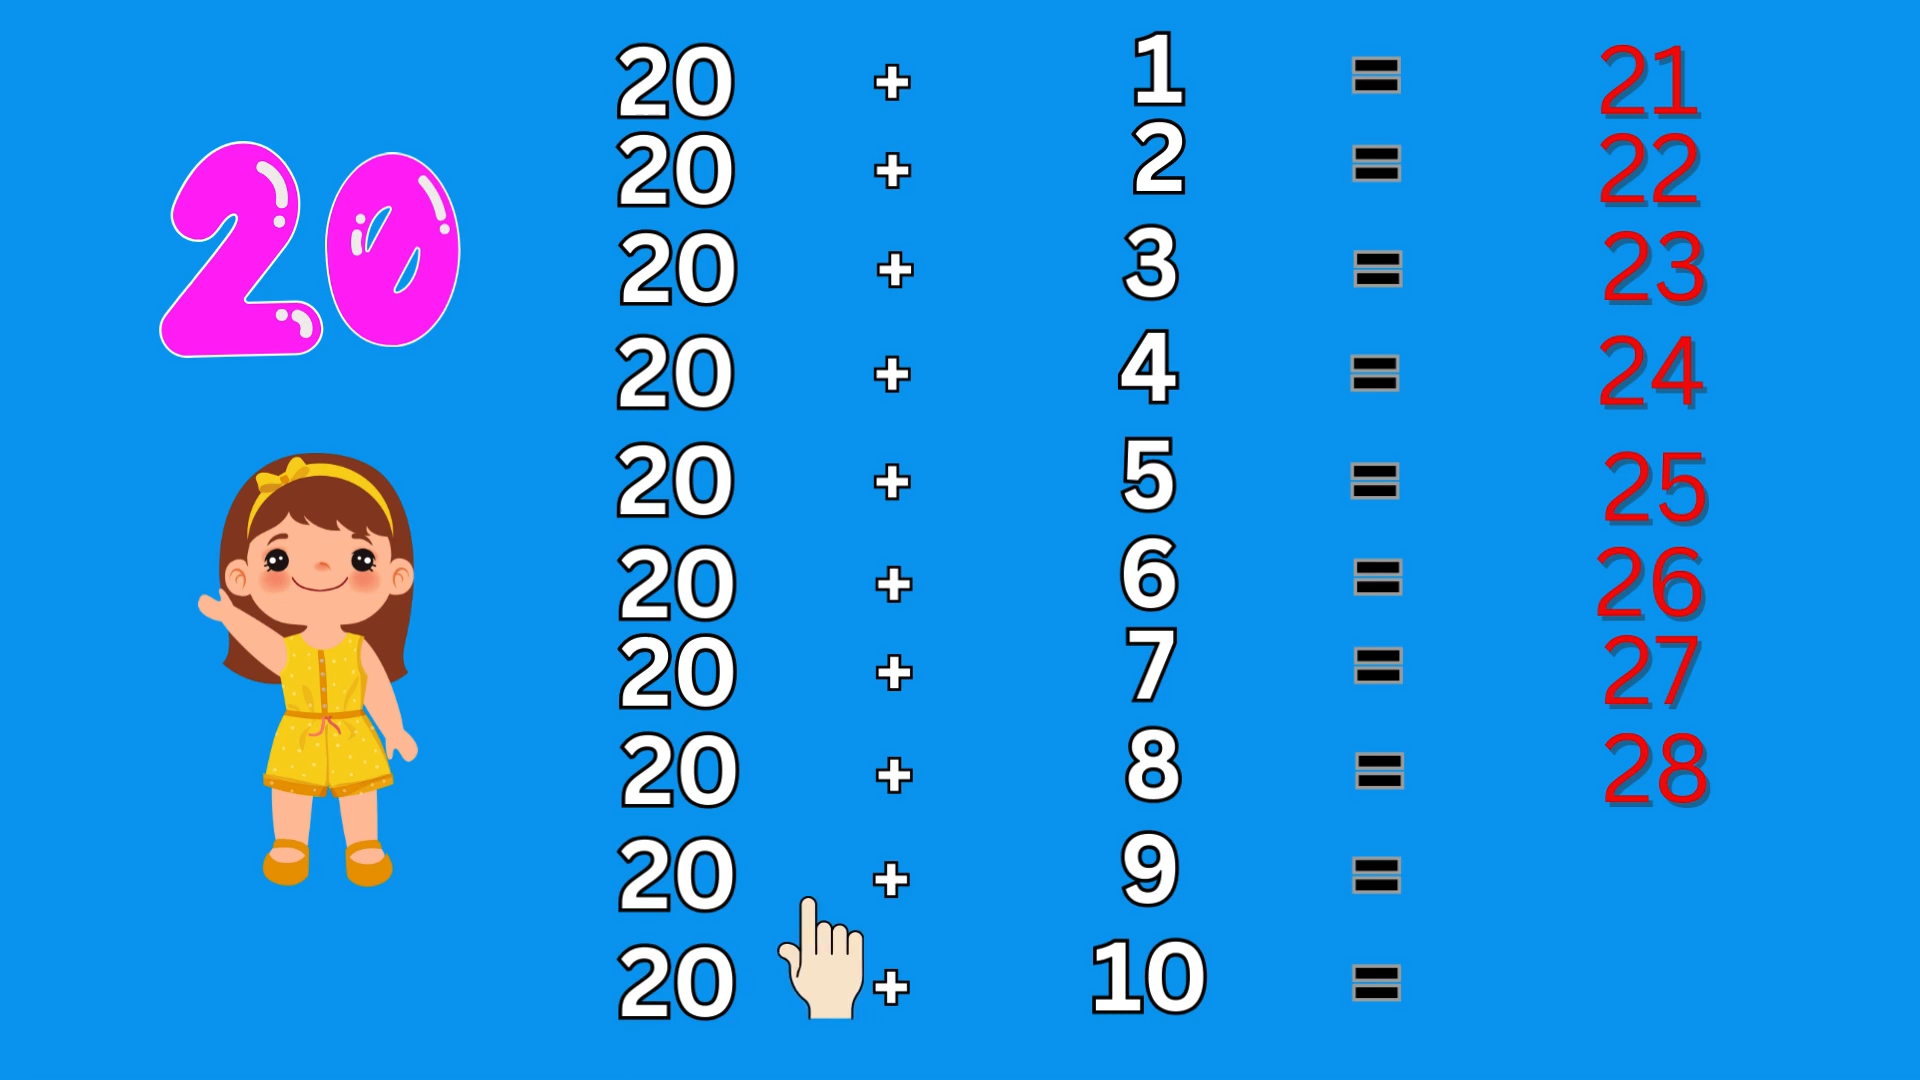 20
20 + 1 = 21
20 + 2 = 22
20 + 3 = 23
20 + 4 = 24
20 + 5 = 25
20 + 6 = 26
20 + 7 = 27
20 + 8 = 28
20 + 9 =
20 + 10 =